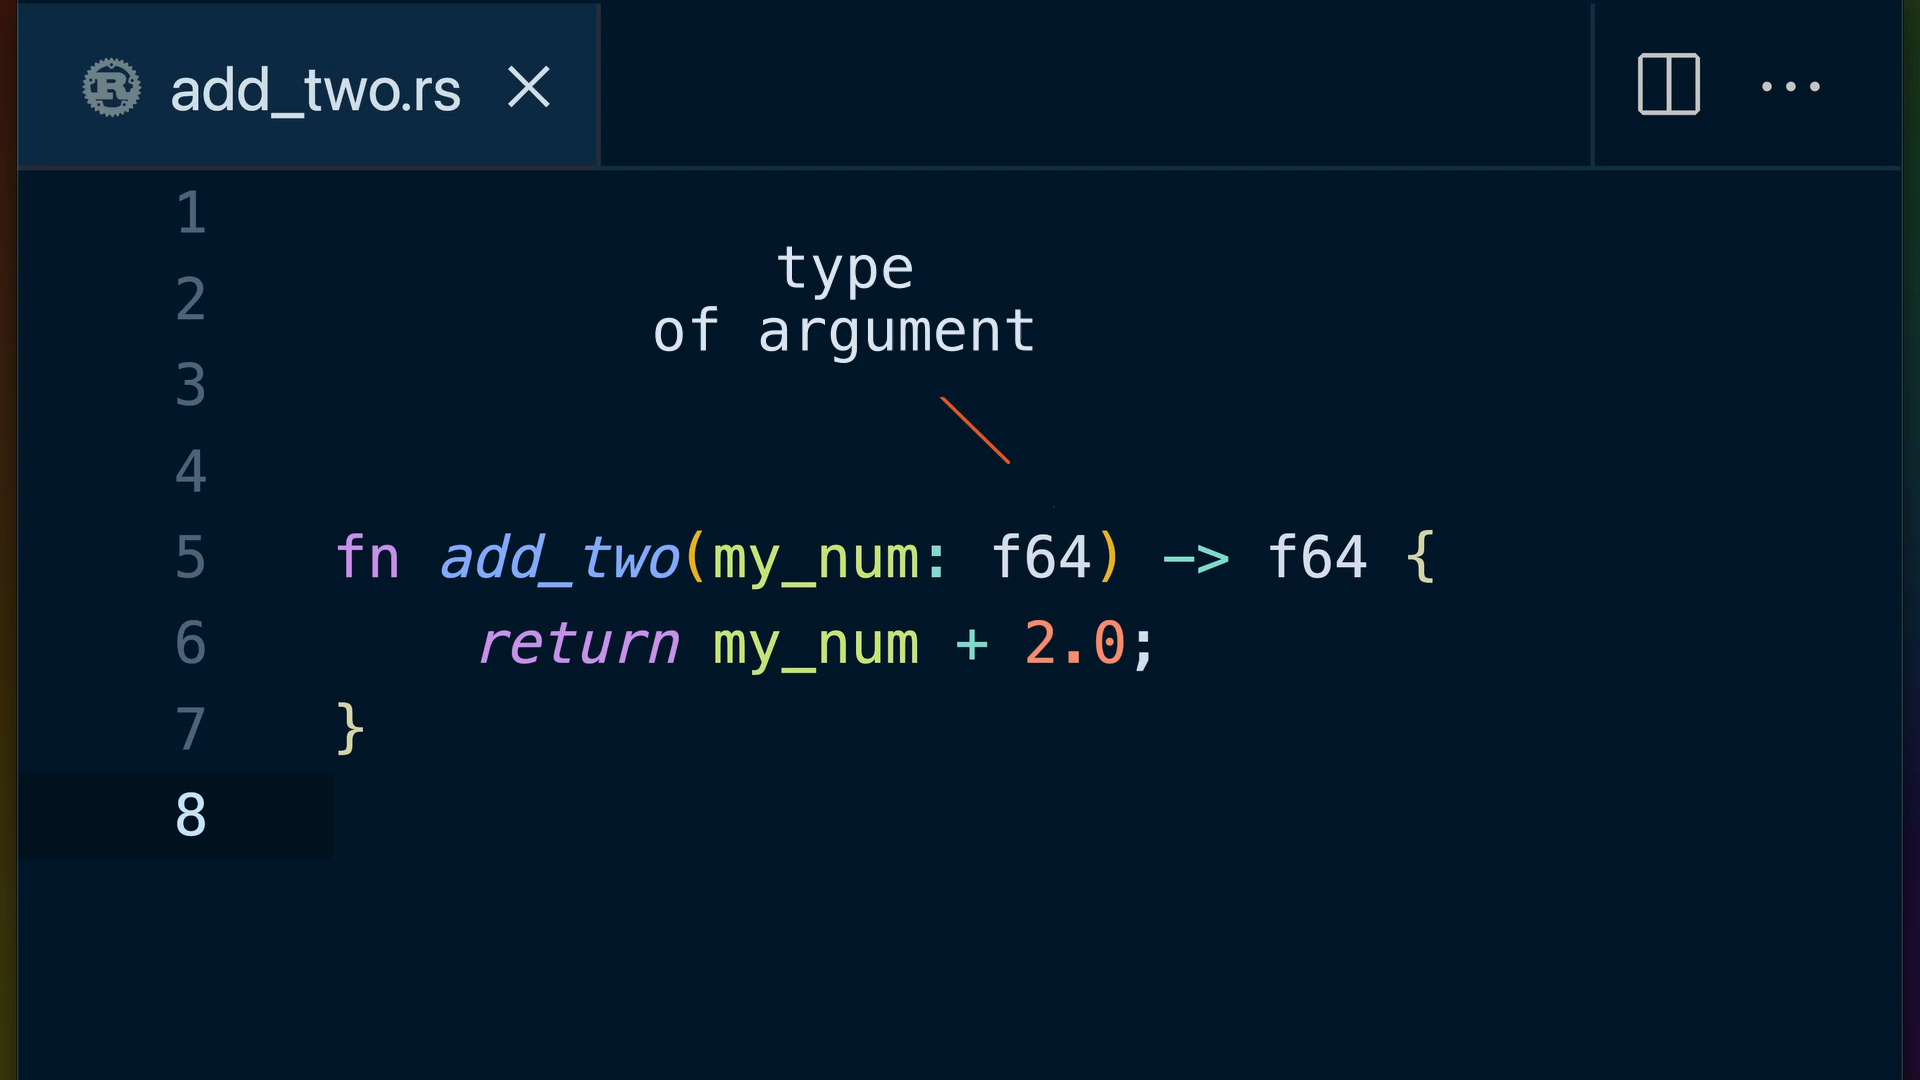 add_two.rs
1
type
2
of argument
3
4
5 fn add_two(my_num: f64) -> f64 {
6 return my_num + 2.0;
7 }
8